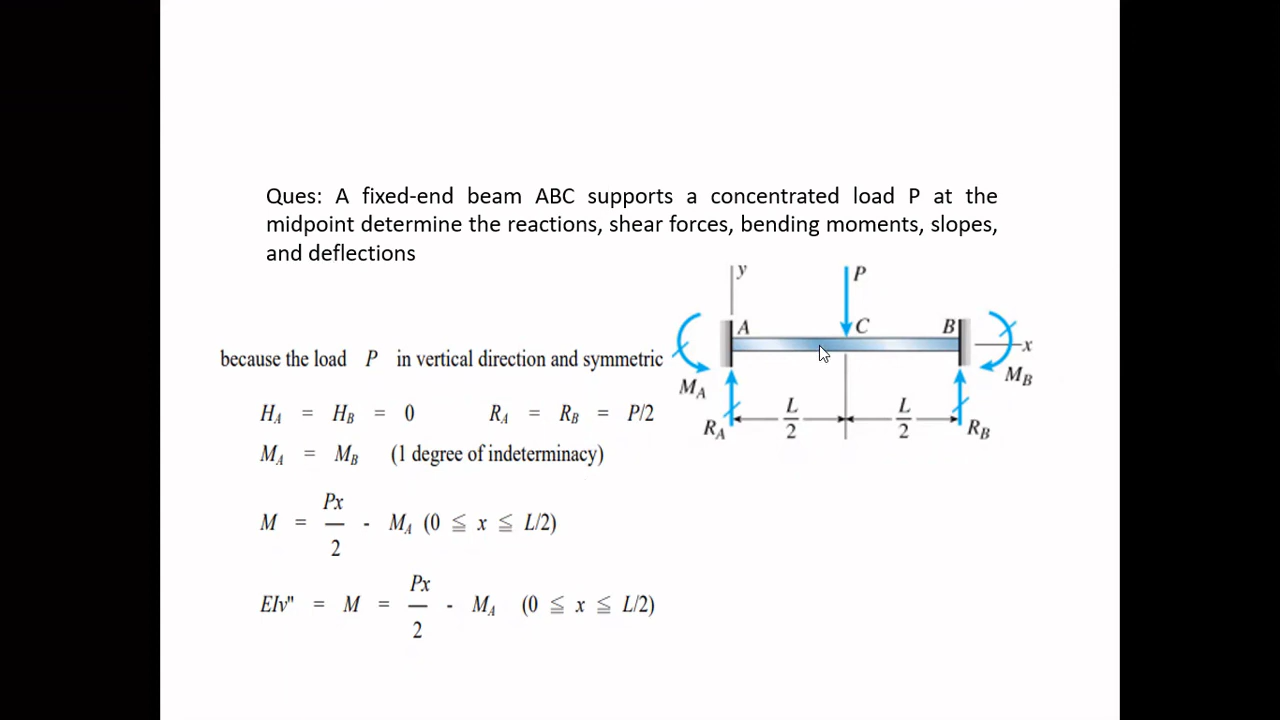 Ques: A fixed-end beam ABC supports a concentrated load P at the
midpoint determine the reactions, shear forces, bending moments, slopes,
and deflections
y
P
A
C
B
x
M_A
M_B
L/2
L/2
R_A
R_B
because the load P in vertical direction and symmetric
H_A = H_B = 0 R_A = R_B = P/2
M_A = M_B (1 degree of indeterminacy)
M = Px/2 - M_A (0 ≦ x ≦ L/2)
EIv" = M = Px/2 - M_A (0 ≦ x ≦ L/2)